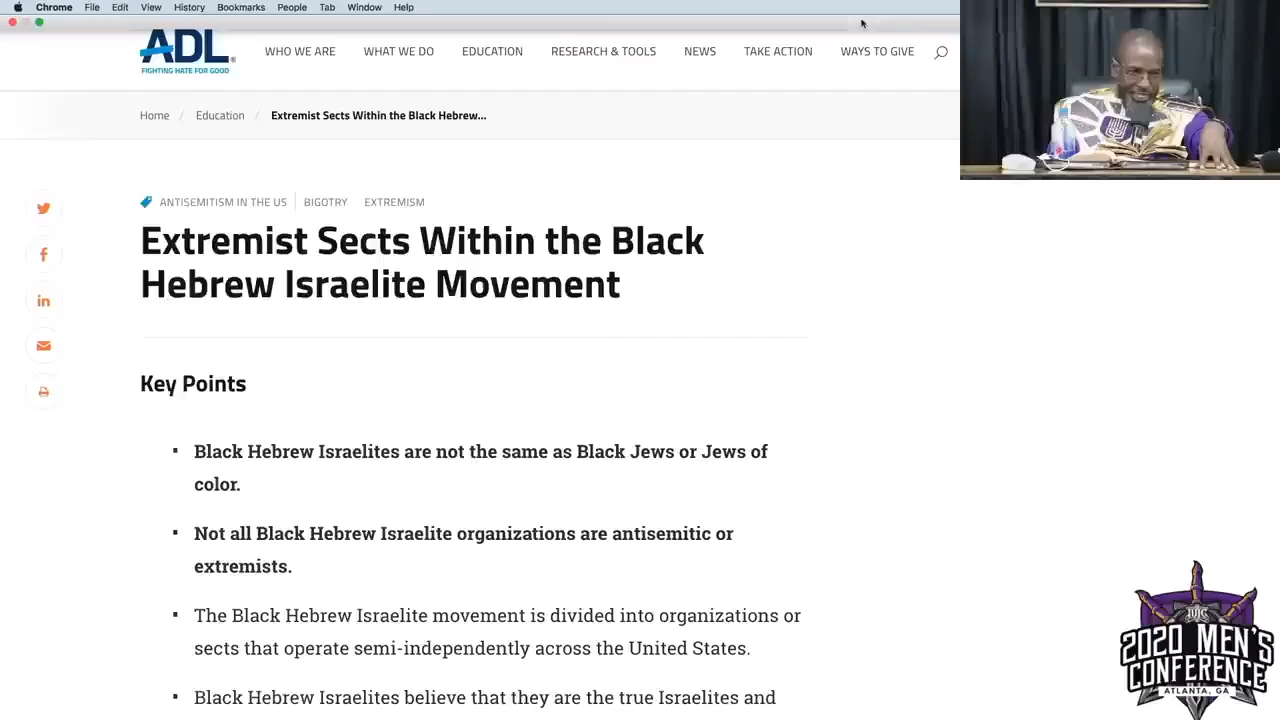 Chrome File Edit View History Bookmarks People Tab Window Help
ADL®
FIGHTING HATE FOR GOOD
WHO WE ARE WHAT WE DO EDUCATION RESEARCH & TOOLS NEWS TAKE ACTION WAYS TO GIVE
Home / Education / Extremist Sects Within the Black Hebrew...
ANTISEMITISM IN THE US BIGOTRY EXTREMISM
Extremist Sects Within the Black
Hebrew Israelite Movement
Key Points
▪ Black Hebrew Israelites are not the same as Black Jews or Jews of
color.
▪ Not all Black Hebrew Israelite organizations are antisemitic or
extremists.
▪ The Black Hebrew Israelite movement is divided into organizations or
sects that operate semi-independently across the United States.
▪ Black Hebrew Israelites believe that they are the true Israelites and
2020 MEN'S
CONFERENCE
ATLANTA, GA